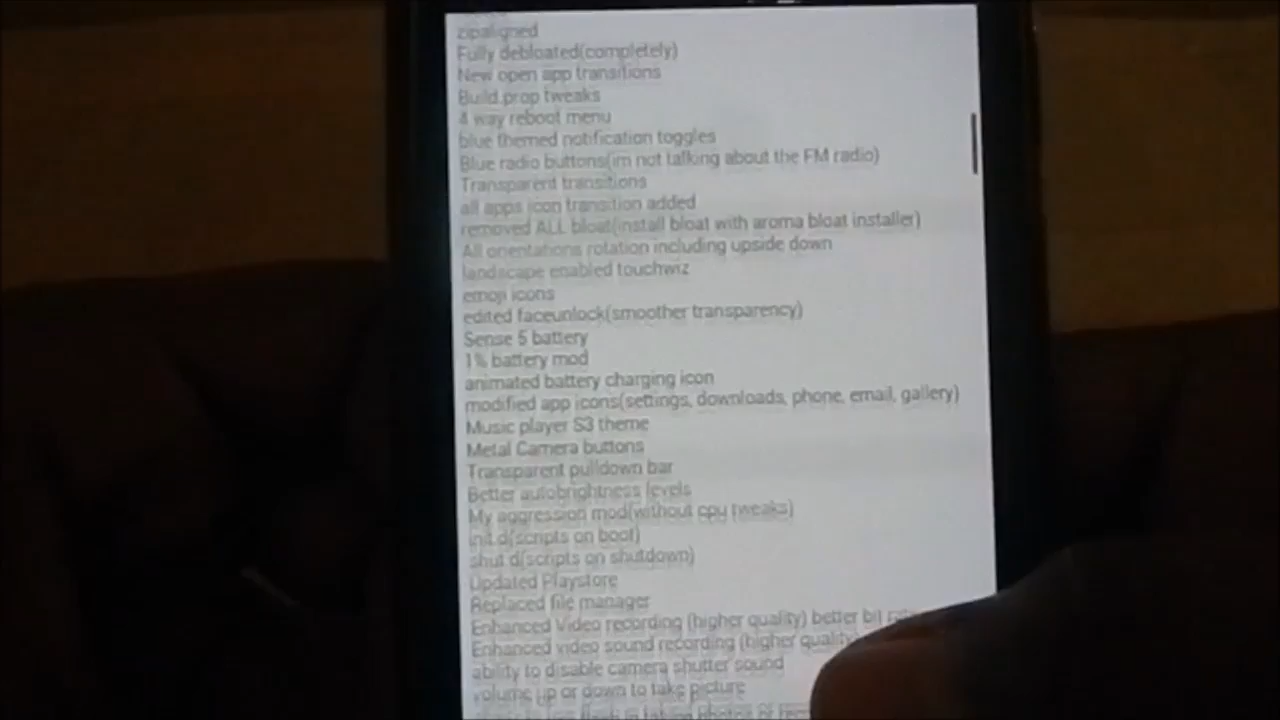 zipaligned
Fully debloated(completely)
New open app transitions
Build.prop tweaks
4 way reboot menu
blue themed notification toggles
Blue radio buttons(im not talking about the FM radio)
Transparent transitions
all apps icon transition added
removed ALL bloat(install bloat with aroma bloat installer)
All orientations rotation including upside down
landscape enabled touchwiz
emoji icons
edited faceunlock(smoother transparency)
Sense 5 battery
1% battery mod
animated battery charging icon
modified app icons(settings, downloads, phone, email, gallery)
Music player S3 theme
Metal Camera buttons
Transparent pulldown bar
Better autobrightness levels
My aggression mod(without cpu tweaks)
init.d(scripts on boot)
shut.d(scripts on shutdown)
Updated Playstore
Replaced file manager
Enhanced Video recording (higher quality) better bit
Enhanced video sound recording (higher quality)
ability to disable camera shutter sound
volume up or down to take picture